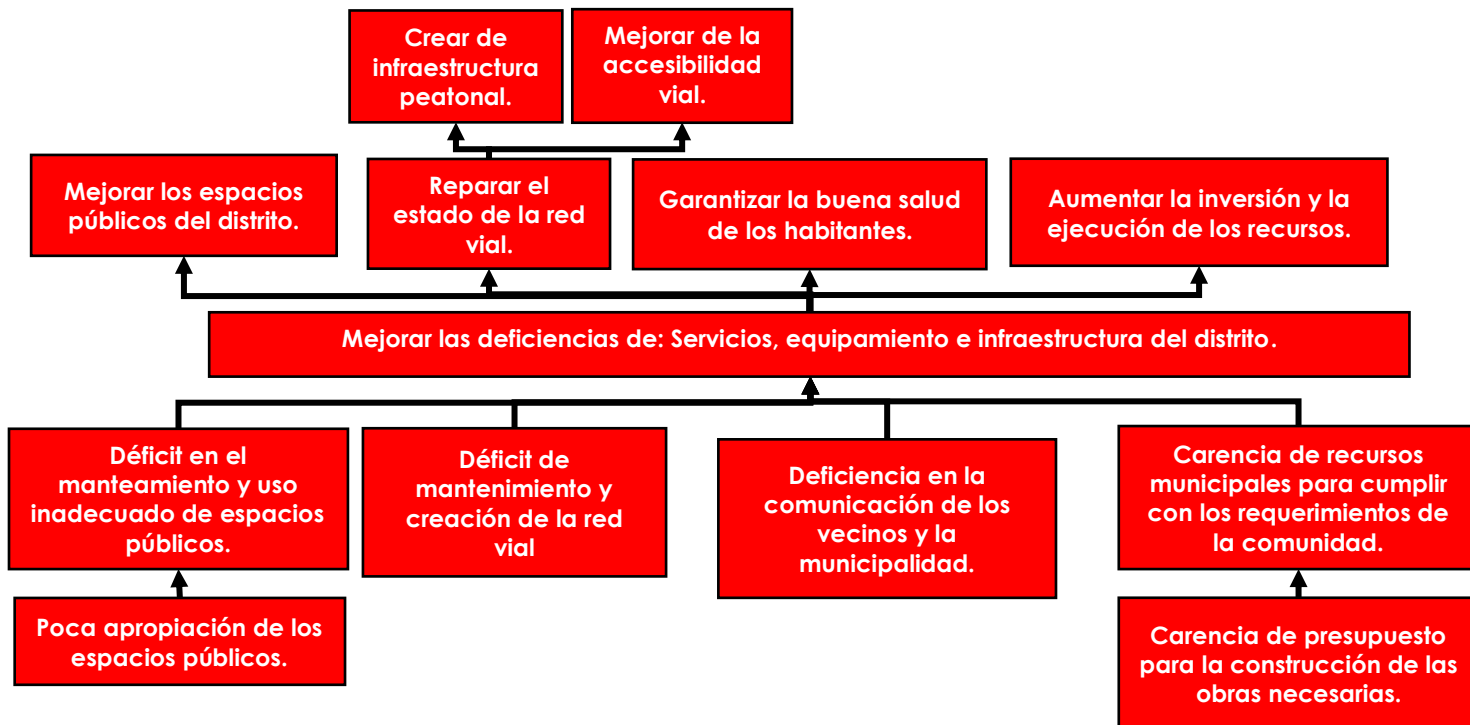 Crear de
infraestructura
peatonal.
Mejorar de la
accesibilidad
vial.
Mejorar los espacios
públicos del distrito.
Reparar el
estado de la red
vial.
Garantizar la buena salud
de los habitantes.
Aumentar la inversión y la
ejecución de los recursos.
Mejorar las deficiencias de: Servicios, equipamiento e infraestructura del distrito.
Déficit en el
manteamiento y uso
inadecuado de espacios
públicos.
Déficit de
mantenimiento y
creación de la red
vial
Deficiencia en la
comunicación de los
vecinos y la
municipalidad.
Carencia de recursos
municipales para cumplir
con los requerimientos de
la comunidad.
Poca apropiación de los
espacios públicos.
Carencia de presupuesto
para la construcción de las
obras necesarias.